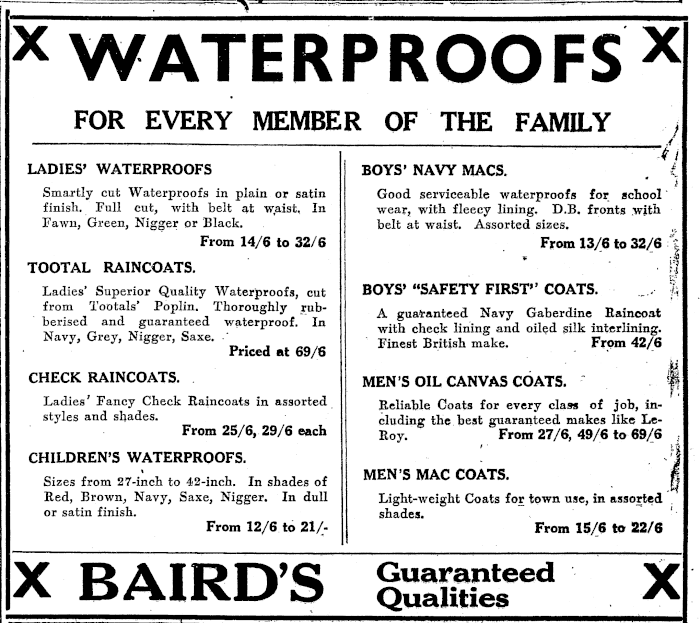 X WATERPROOFS X
FOR EVERY MEMBER OF THE FAMILY
LADIES' WATERPROOFS
Smartly cut Waterproofs in plain or satin
finish. Full cut, with belt at waist. In
Fawn, Green, Nigger or Black.
From 14/6 to 32/6
TOOTAL RAINCOATS.
Ladies' Superior Quality Waterproofs, cut
from Tootals' Poplin. Thoroughly rub-
berised and guaranteed waterproof. In
Navy, Grey, Nigger, Saxe.
Priced at 69/6
CHECK RAINCOATS.
Ladies' Fancy Check Raincoats in assorted
styles and shades.
From 25/6, 29/6 each
CHILDREN'S WATERPROOFS.
Sizes from 27-inch to 42-inch. In shades of
Red, Brown, Navy, Saxe, Nigger. In dull
or satin finish.
From 12/6 to 21/-
BOYS' NAVY MACS.
Good serviceable waterproofs for school
wear, with fleecy lining. D.B. fronts with
belt at waist. Assorted sizes.
From 13/6 to 32/6
BOYS' "SAFETY FIRST" COATS.
A guaranteed Navy Gaberdine Raincoat
with check lining and oiled silk interlining.
Finest British make. From 42/6
MEN'S OIL CANVAS COATS.
Reliable Coats for every class of job, in-
cluding the best guaranteed makes like Le-
Roy. From 27/6, 49/6 to 69/6
MEN'S MAC COATS.
Light-weight Coats for town use, in assorted
shades.
From 15/6 to 22/6
X BAIRD'S Guaranteed X
Qualities